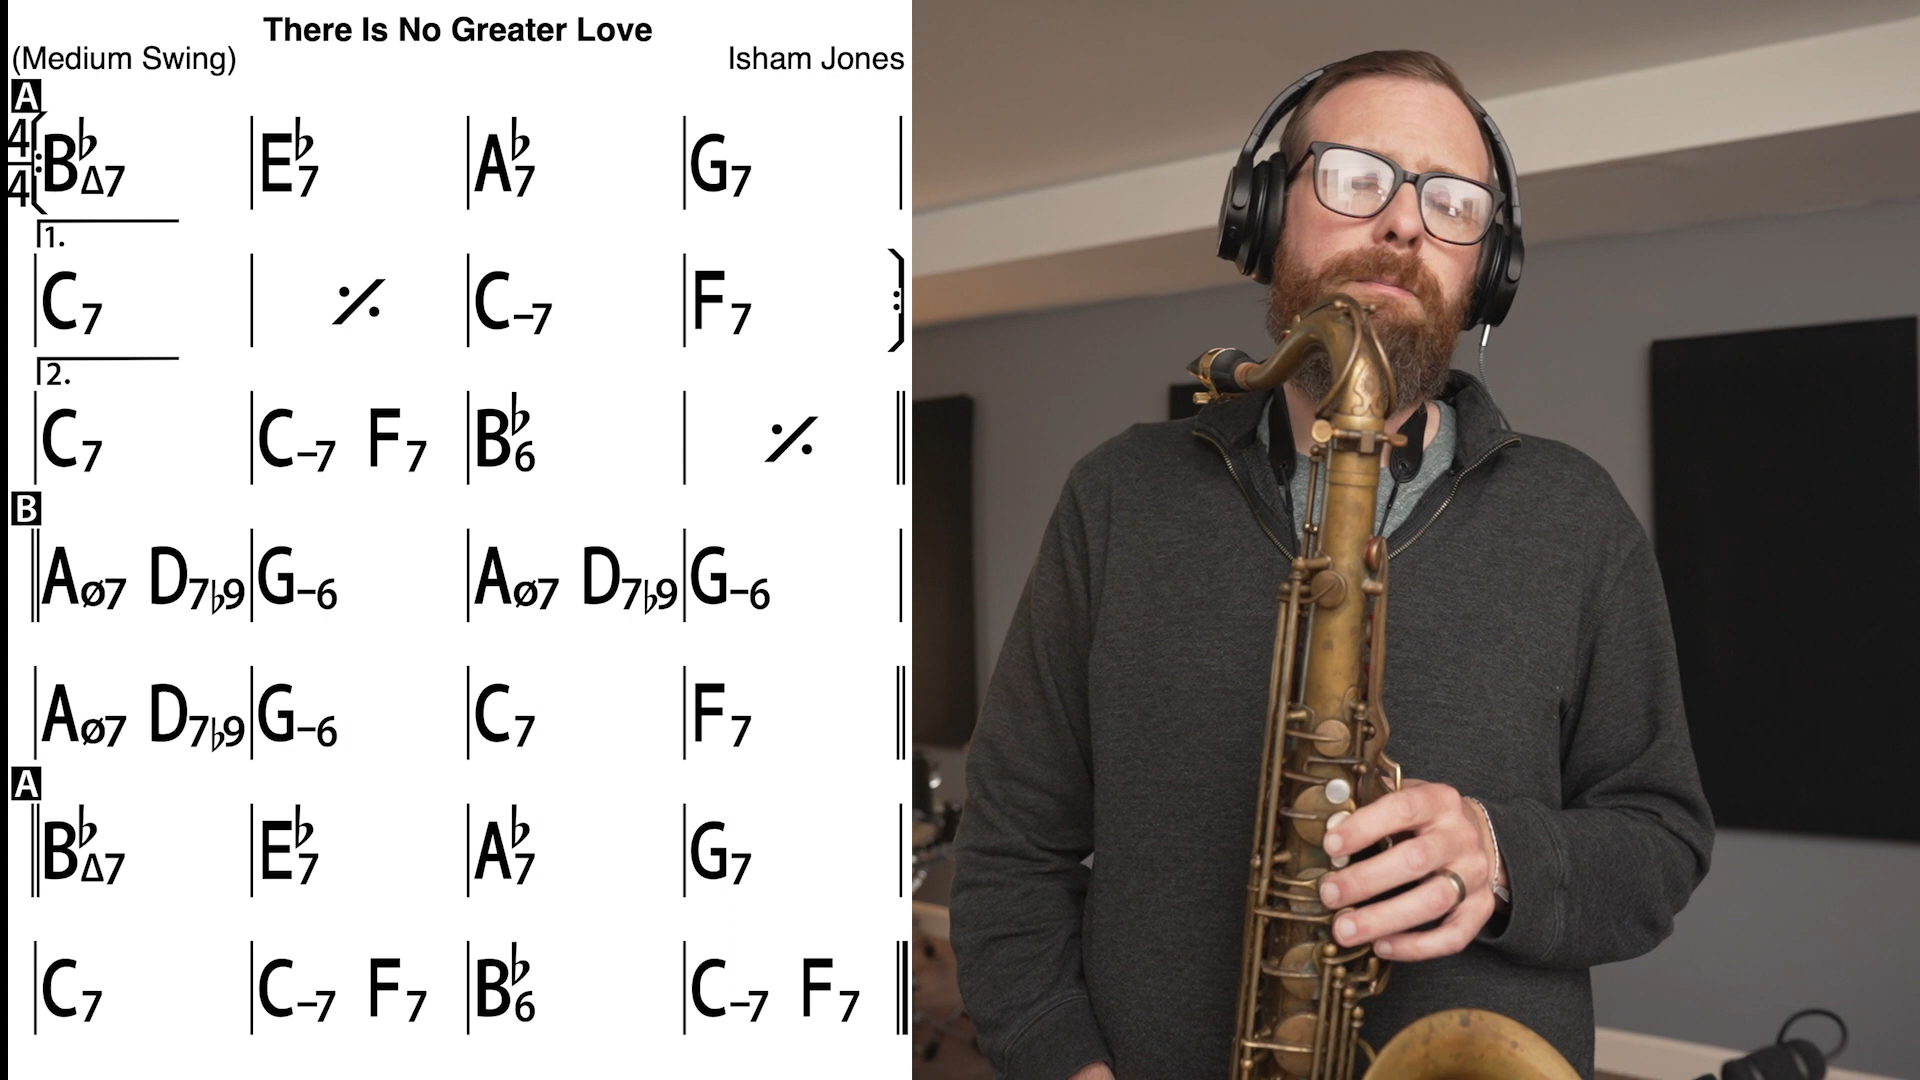 There Is No Greater Love
(Medium Swing) Isham Jones
A
4/4 B♭Δ7 E♭7 A♭7 G7
1.
C7 𝄎 C–7 F7
2.
C7 C–7 F7 B♭6 𝄎
B
Aø7 D7♭9 G–6 Aø7 D7♭9 G–6
Aø7 D7♭9 G–6 C7 F7
A
B♭Δ7 E♭7 A♭7 G7
C7 C–7 F7 B♭6 C–7 F7